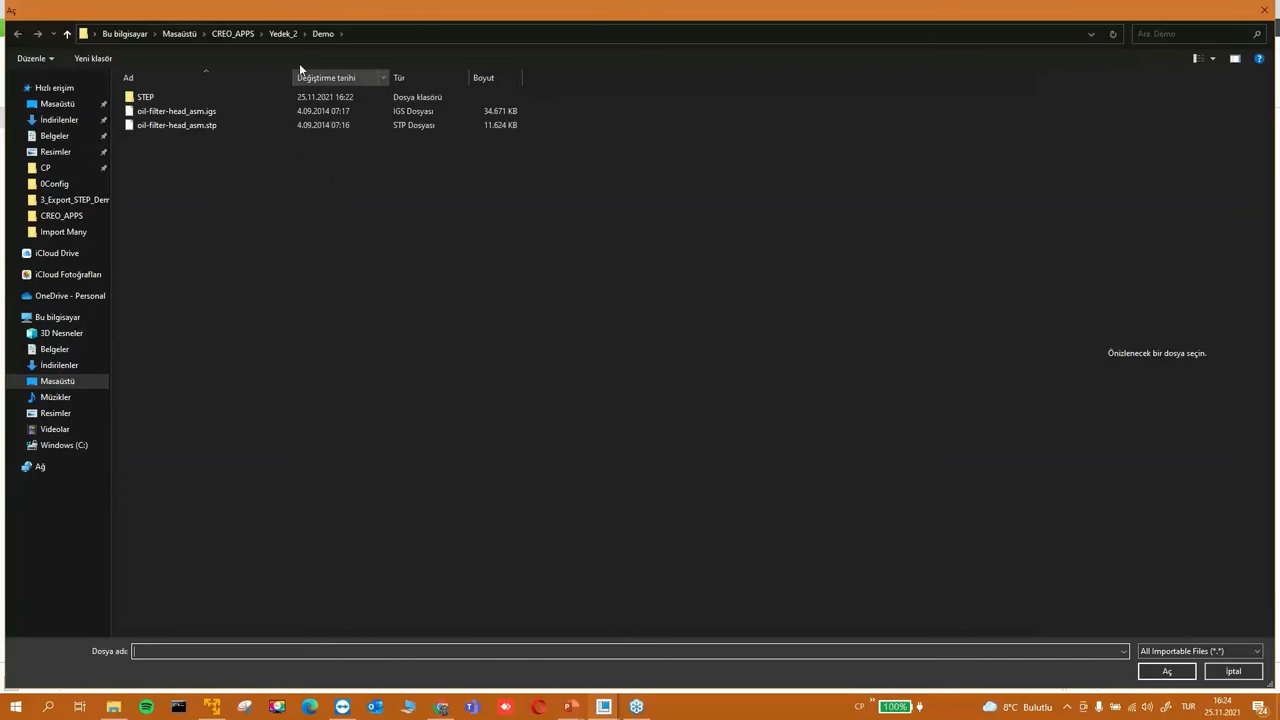 Aç
Bu bilgisayar > Masaüstü > CREO_APPS > Yedek_2 > Demo >
Ara: Demo
Düzenle
Yeni klasör
Ad
Değiştirme tarihi
Tür
Boyut
STEP
25.11.2021 16:22
Dosya klasörü
oil-filter-head_asm.igs
4.09.2014 07:17
IGS Dosyası
34.671 KB
oil-filter-head_asm.stp
4.09.2014 07:16
STP Dosyası
11.624 KB
Hızlı erişim
Masaüstü
İndirilenler
Belgeler
Resimler
CP
0Config
3_Export_STEP_Dem
CREO_APPS
Import Many
iCloud Drive
iCloud Fotoğrafları
OneDrive - Personal
Bu bilgisayar
3D Nesneler
Belgeler
İndirilenler
Masaüstü
Müzikler
Resimler
Videolar
Windows (C:)
Ağ
Önizlenecek bir dosya seçin.
Dosya adı:
All Importable Files (*.*)
Aç
İptal
CP
100%
8°C Bulutlu
TUR
16:24
25.11.2021
24